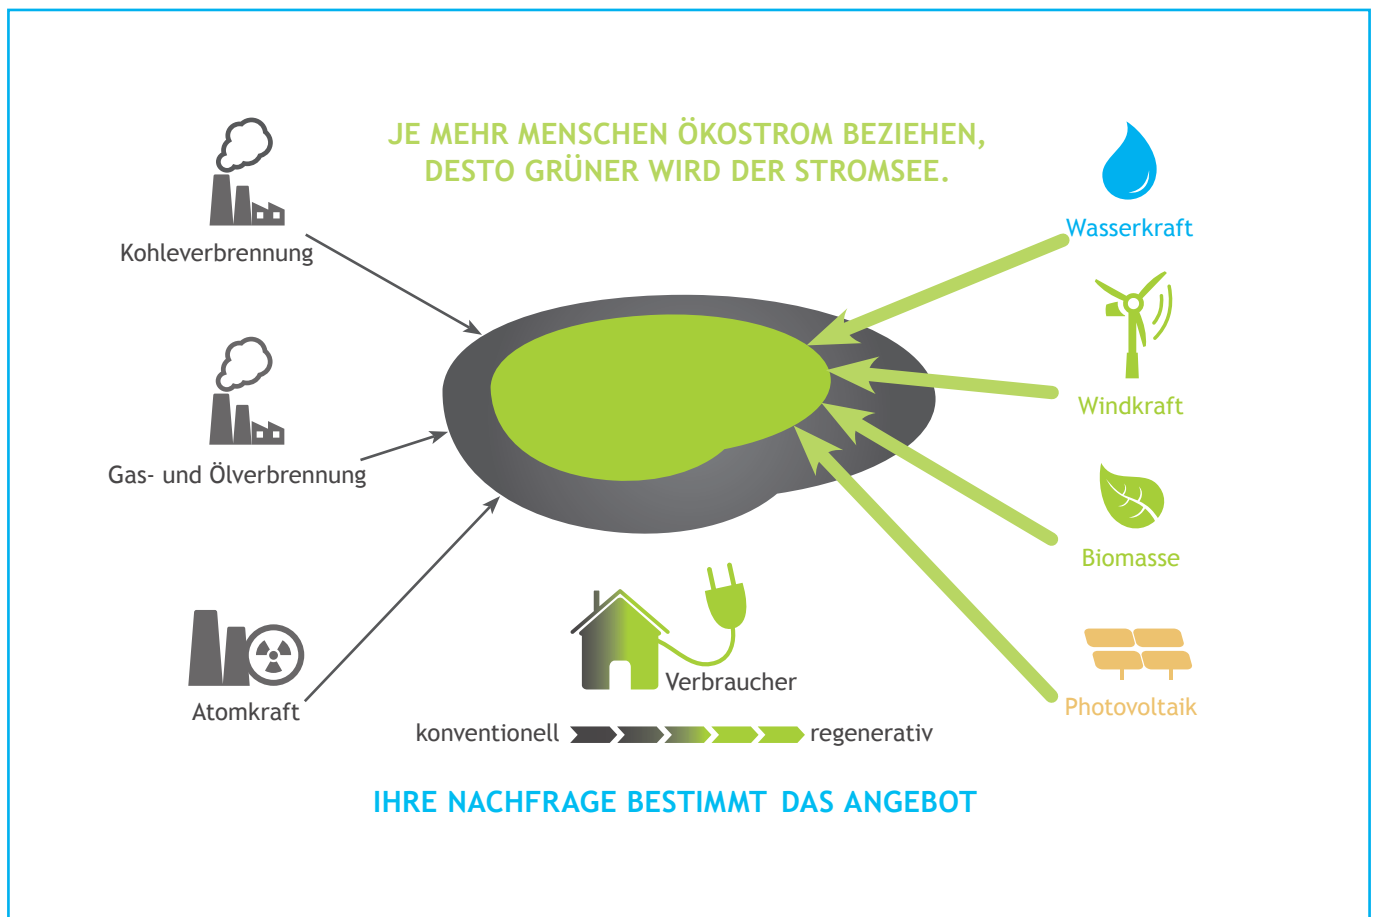 JE MEHR MENSCHEN ÖKOSTROM BEZIEHEN,
DESTO GRÜNER WIRD DER STROMSEE.
Kohleverbrennung
Gas- und Ölverbrennung
Atomkraft
Wasserkraft
Windkraft
Biomasse
Photovoltaik
Verbraucher
konventionell
regenerativ
IHRE NACHFRAGE BESTIMMT DAS ANGEBOT